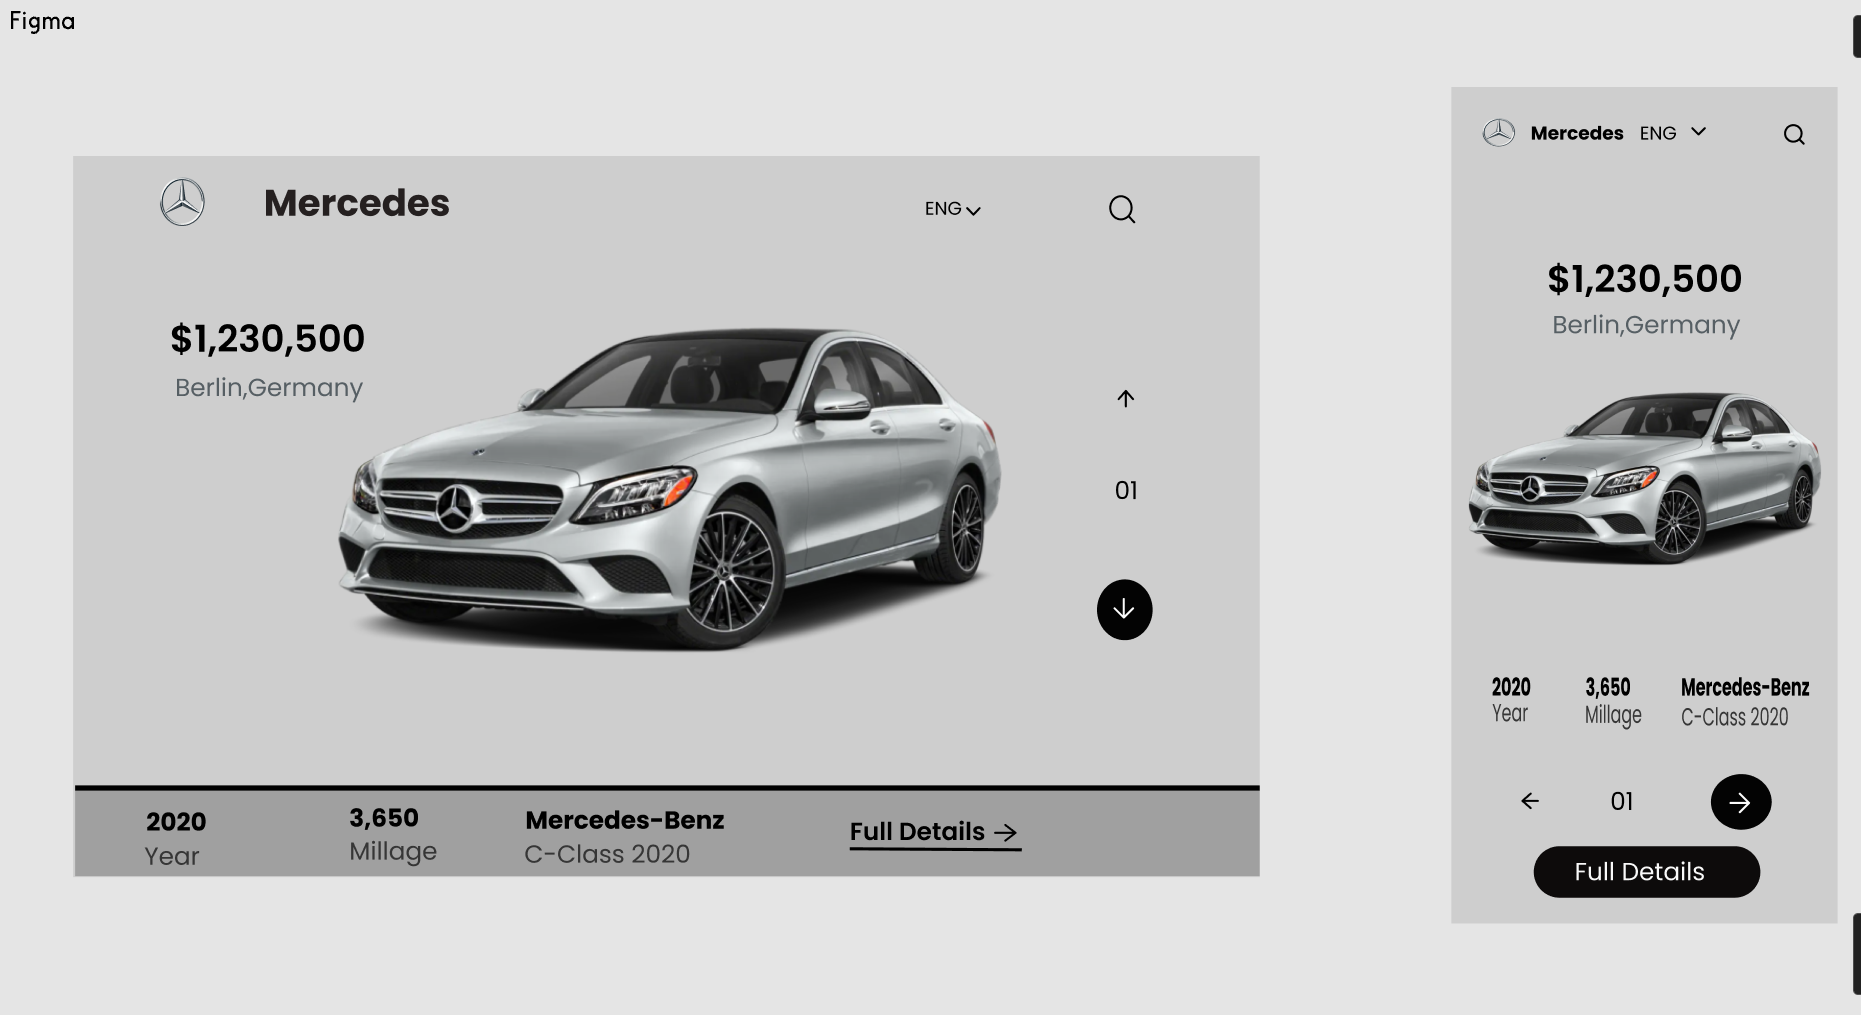 Figma
Mercedes
ENG
$1,230,500
Berlin,Germany
01
2020
Year
3,650
Millage
Mercedes-Benz
C-Class 2020
Full Details
Mercedes ENG
$1,230,500
Berlin,Germany
2020
Year
3,650
Millage
Mercedes-Benz
C-Class 2020
01
Full Details